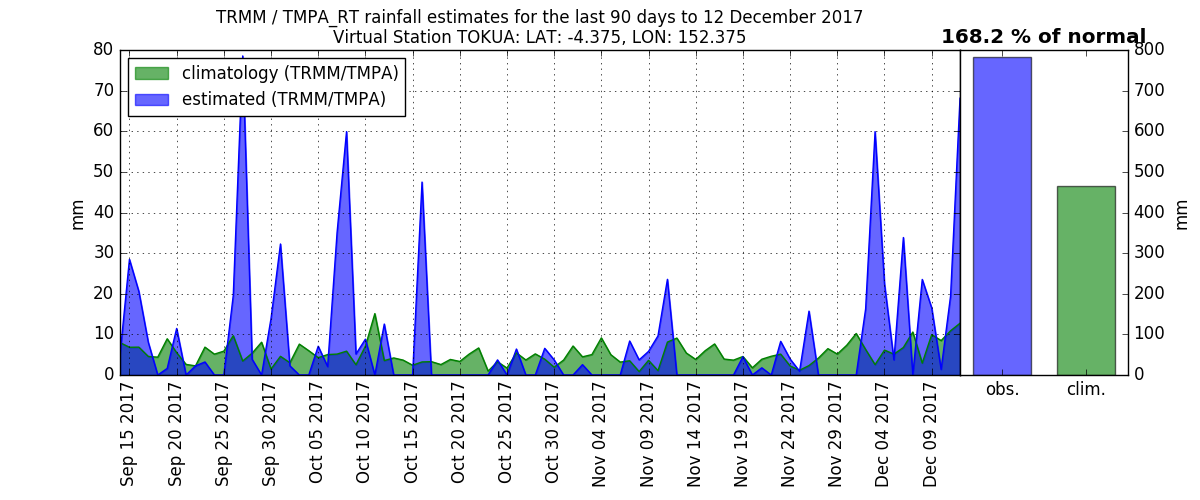 TRMM / TMPA_RT rainfall estimates for the last 90 days to 12 December 2017
Virtual Station TOKUA: LAT: -4.375, LON: 152.375
168.2 % of normal
climatology (TRMM/TMPA)
estimated (TRMM/TMPA)
mm
80
70
60
50
40
30
20
10
0
Sep 15 2017
Sep 20 2017
Sep 25 2017
Sep 30 2017
Oct 05 2017
Oct 10 2017
Oct 15 2017
Oct 20 2017
Oct 25 2017
Oct 30 2017
Nov 04 2017
Nov 09 2017
Nov 14 2017
Nov 19 2017
Nov 24 2017
Nov 29 2017
Dec 04 2017
Dec 09 2017
obs.
clim.
800
700
600
500
400
300
200
100
0
mm